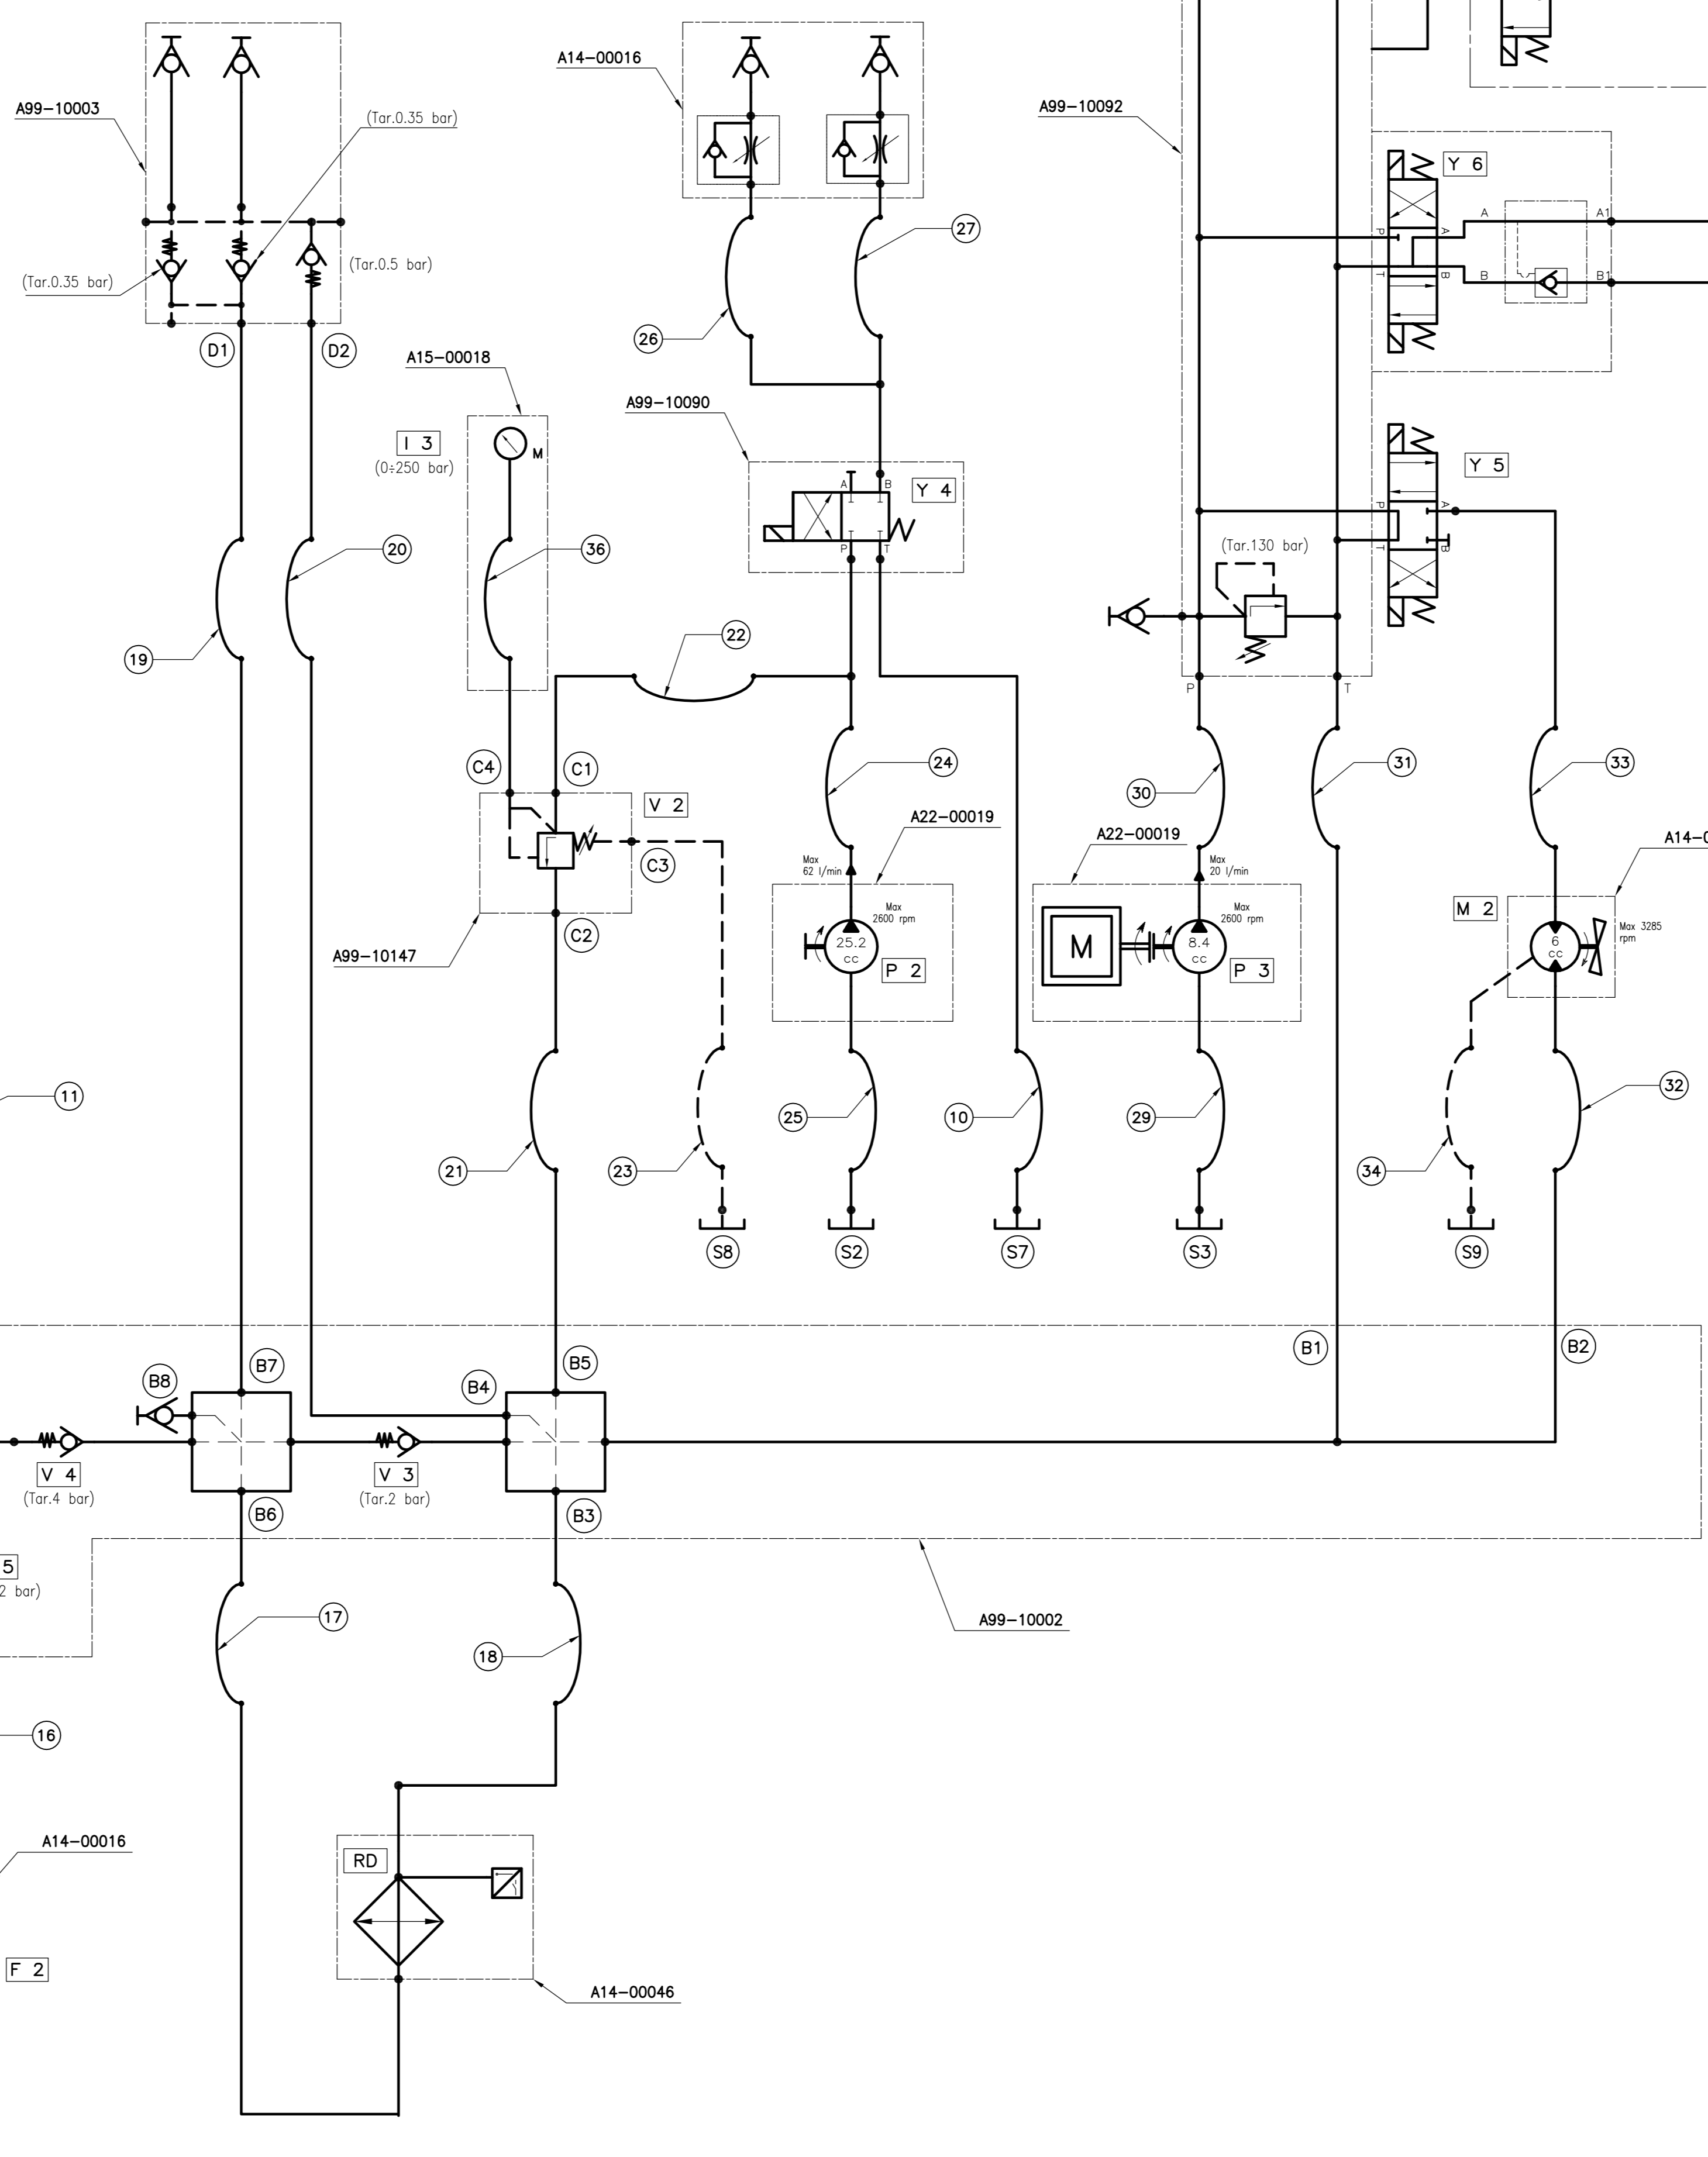 A99-10003
(Tar.0.35 bar)
(Tar.0.35 bar)
(Tar.0.5 bar)
D1
D2
19
20
A15-00018
I 3
(0÷250 bar)
M
36
A14-00016
26
27
A99-10090
A
B
Y 4
P
T
22
C4
C1
V 2
C3
C2
A99-10147
24
A22-00019
Max
62 l/min
Max
2600 rpm
25.2
cc
P 2
A99-10092
Y 6
P
A
T
B
A
A1
B
B1
Y 5
P
A
T
B
(Tar.130 bar)
P
T
30
31
33
A22-00019
Max
20 l/min
Max
2600 rpm
M
8.4
cc
P 3
A14-0
M 2
6
cc
Max 3285
rpm
11
21
23
25
10
29
34
32
S8
S2
S7
S3
S9
B8
B7
B4
B5
B1
B2
V 4
(Tar.4 bar)
V 3
(Tar.2 bar)
B6
B3
5
2 bar)
A99-10002
17
18
16
A14-00016
RD
F 2
A14-00046